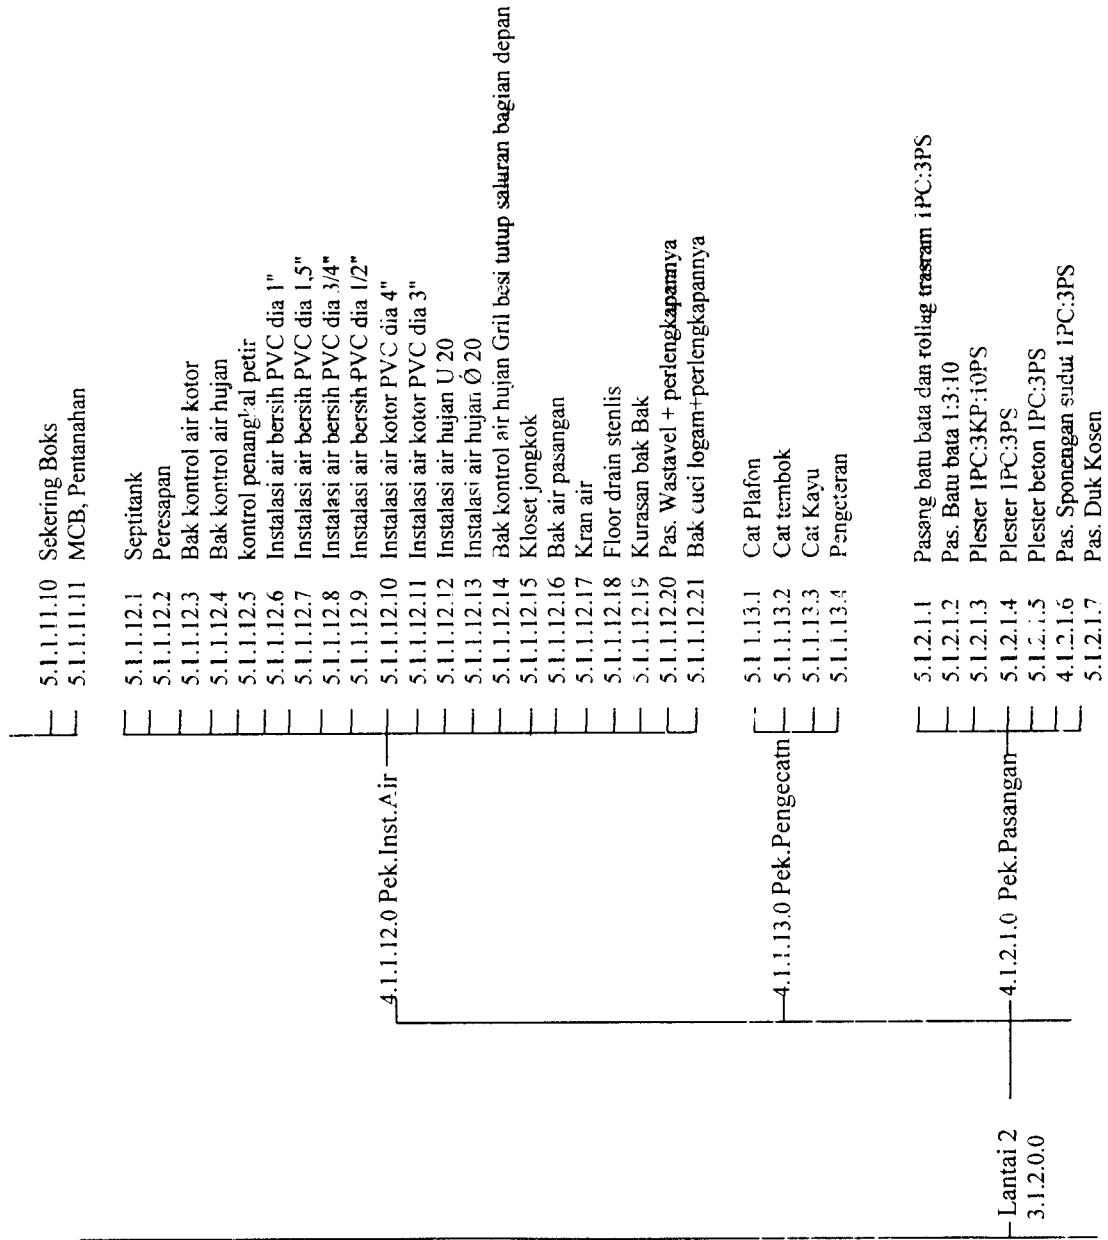 5.1.1.11.10 Sekering Boks
5.1.1.11.11 MCB, Pentanahan
4.1.1.12.0 Pek.Inst.Air
5.1.1.12.1 Septitank
5.1.1.12.2 Peresapan
5.1.1.12.3 Bak kontrol air kotor
5.1.1.12.4 Bak kontrol air hujan
5.1.1.12.5 kontrol penangkal petir
5.1.1.12.6 Instalasi air bersih PVC dia 1"
5.1.1.12.7 Instalasi air bersih PVC dia 1,5"
5.1.1.12.8 Instalasi air bersih PVC dia 3/4"
5.1.1.12.9 Instalasi air bersih PVC dia 1/2"
5.1.1.12.10 Instalasi air kotor PVC dia 4"
5.1.1.12.11 Instalasi air kotor PVC dia 3"
5.1.1.12.12 Instalasi air hujan U 20
5.1.1.12.13 Instalasi air hujan Ø 20
5.1.1.12.14 Bak kontrol air hujan Gril besi tutup saluran bagian depan
5.1.1.12.15 Kloset jongkok
5.1.1.12.16 Bak air pasangan
5.1.1.12.17 Kran air
5.1.1.12.18 Floor drain stenlis
5.1.1.12.19 Kurasan bak Bak
5.1.1.12.20 Pas. Wastavel + perlengkapannya
5.1.1.12.21 Bak cuci logam+perlengkapannya
4.1.1.13.0 Pek.Pengecatn
5.1 1.13.1 Cat Plafon
5.1.1.13.2 Cat tembok
5.1.1.13.3 Cat Kayu
5.1.1.13.4 Pengeteran
Lantai 2
3.1.2.0.0
4.1.2.1.0 Pek.Pasangan
5.1.2.1.1 Pasang batu bata dan rollag trasram 1PC:3PS
5.1.2.1.2 Pas. Batu bata 1:3:10
5.1.2.1.3 Plester 1PC:3KP:10PS
5.1.2.1.4 Plester 1PC:3PS
5.1.2.1.5 Plester beton 1PC:3PS
4.1.2.1.6 Pas. Sponengan sudut 1PC:3PS
5.1.2.1.7 Pas. Duk Kosen